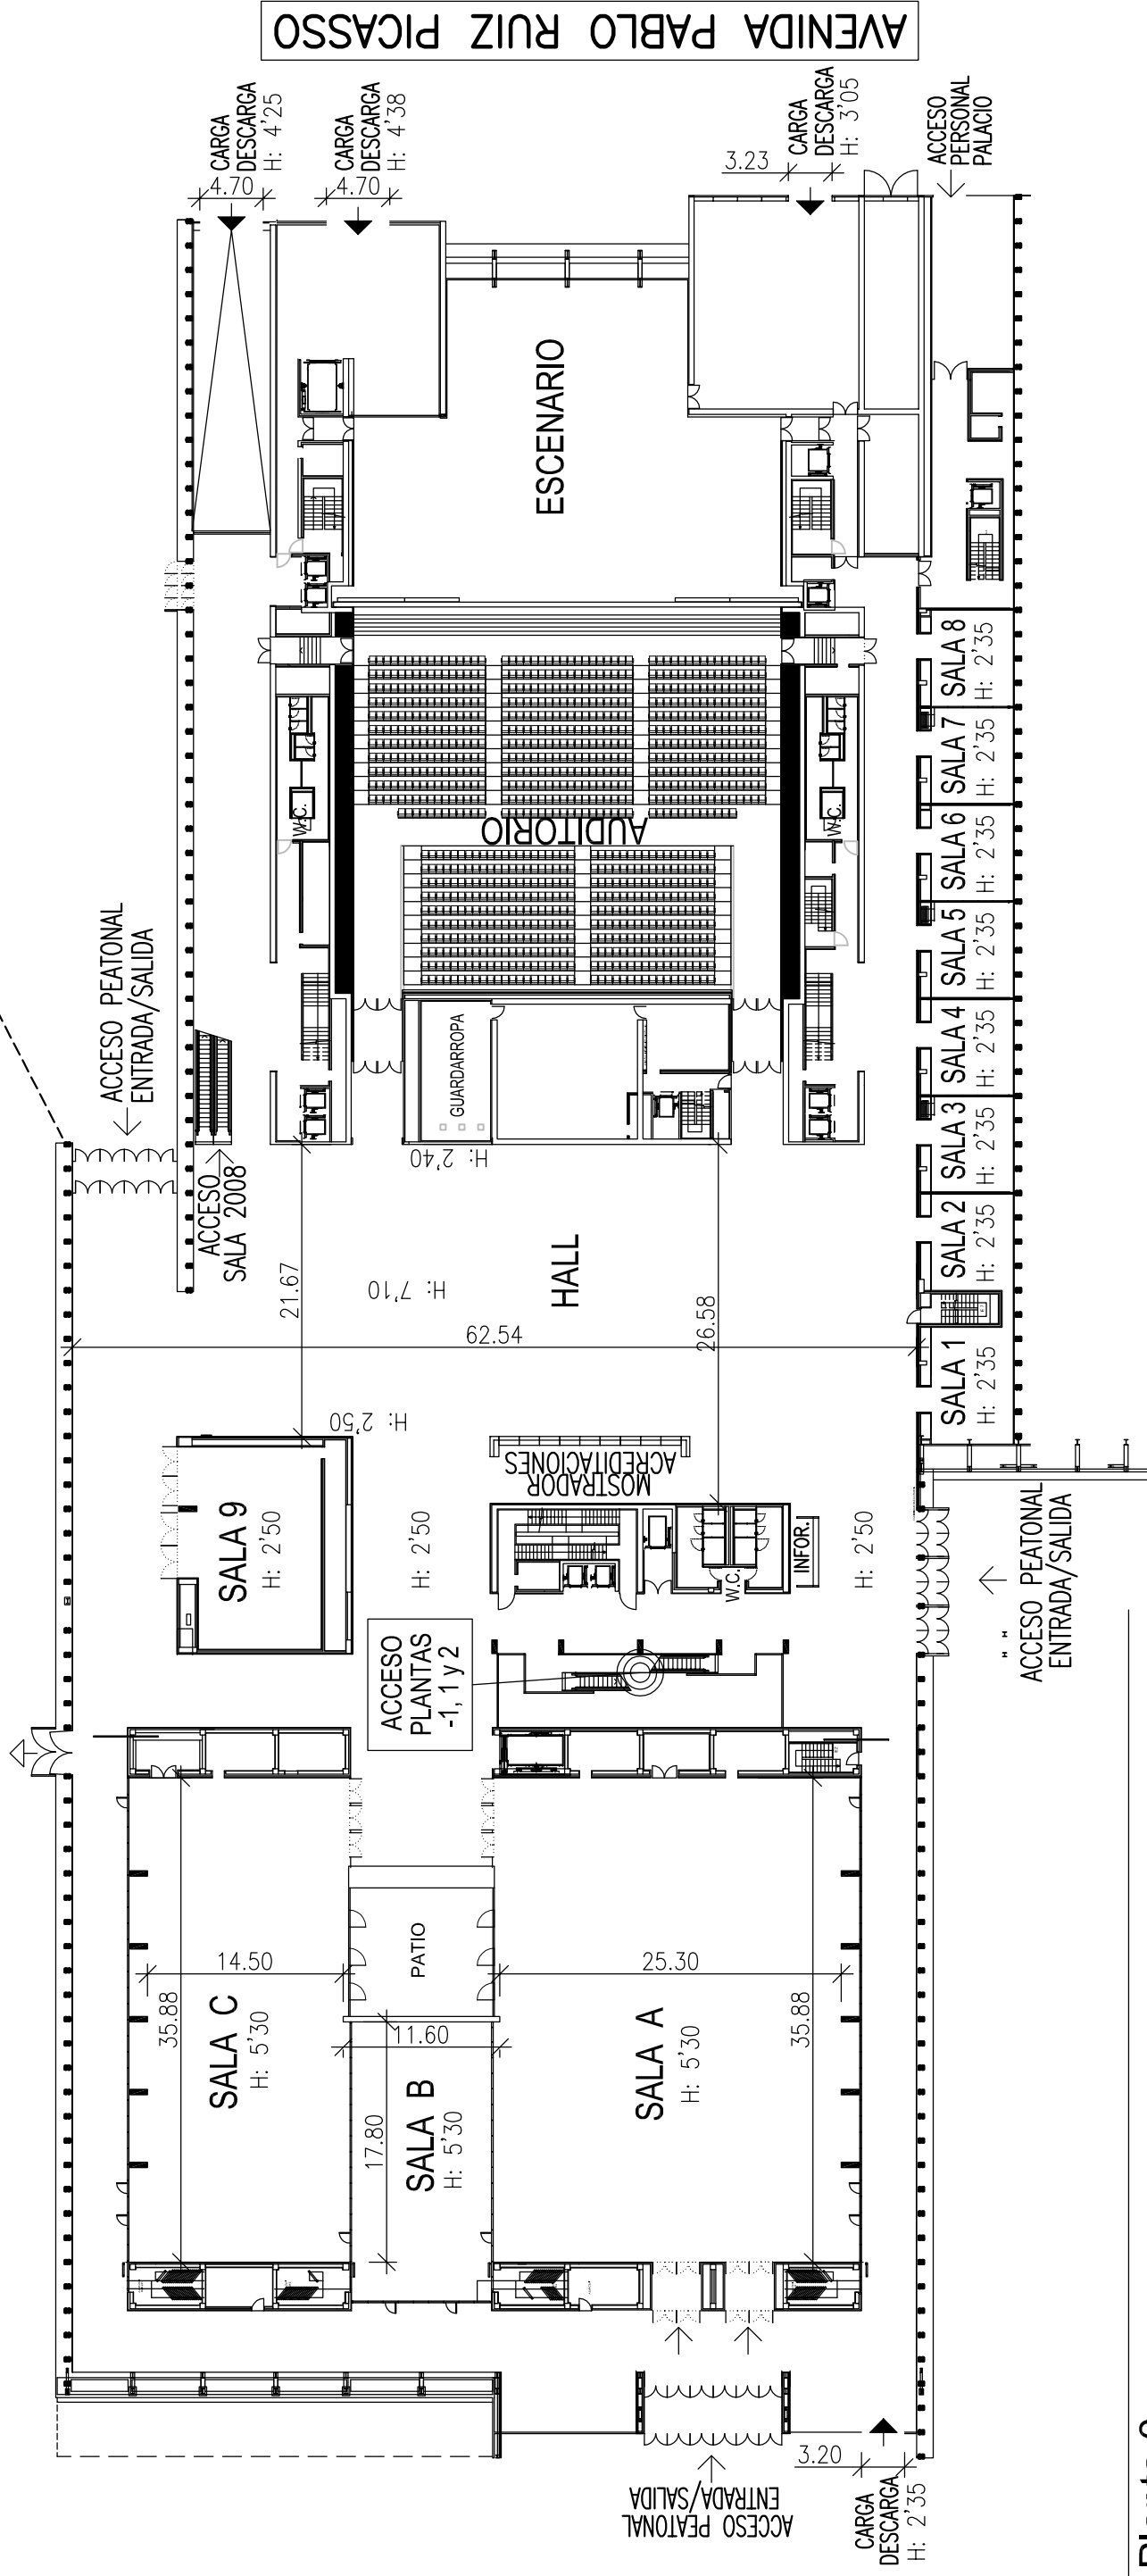 AVENIDA PABLO RUIZ PICASSO
CARGA
DESCARGA
H: 4'25
4.70
CARGA
DESCARGA
H: 4'38
4.70
CARGA
DESCARGA
H: 3'05
3.23
ACCESO
PERSONAL
PALACIO
ESCENARIO
AUDITORIO
W.C.
W.C.
GUARDARROPA
H: 2'40
ACCESO PEATONAL
ENTRADA/SALIDA
ACCESO
SALA 2008
SALA 8
H: 2'35
SALA 7
H: 2'35
SALA 6
H: 2'35
SALA 5
H: 2'35
SALA 4
H: 2'35
SALA 3
H: 2'35
SALA 2
H: 2'35
SALA 1
H: 2'35
21.67
H: 7'10
HALL
62.54
26.58
H: 2'50
MOSTRADOR
ACREDITACIONES
SALA 9
H: 2'50
H: 2'50
W.C.
INFOR.
H: 2'50
ACCESO PEATONAL
ENTRADA/SALIDA
ACCESO
PLANTAS
-1, 1 y 2
PATIO
14.50
35.88
SALA C
H: 5'30
11.60
17.80
SALA B
H: 5'30
25.30
35.88
SALA A
H: 5'30
ACCESO PEATONAL
ENTRADA/SALIDA
3.20
CARGA
DESCARGA
H: 2'35